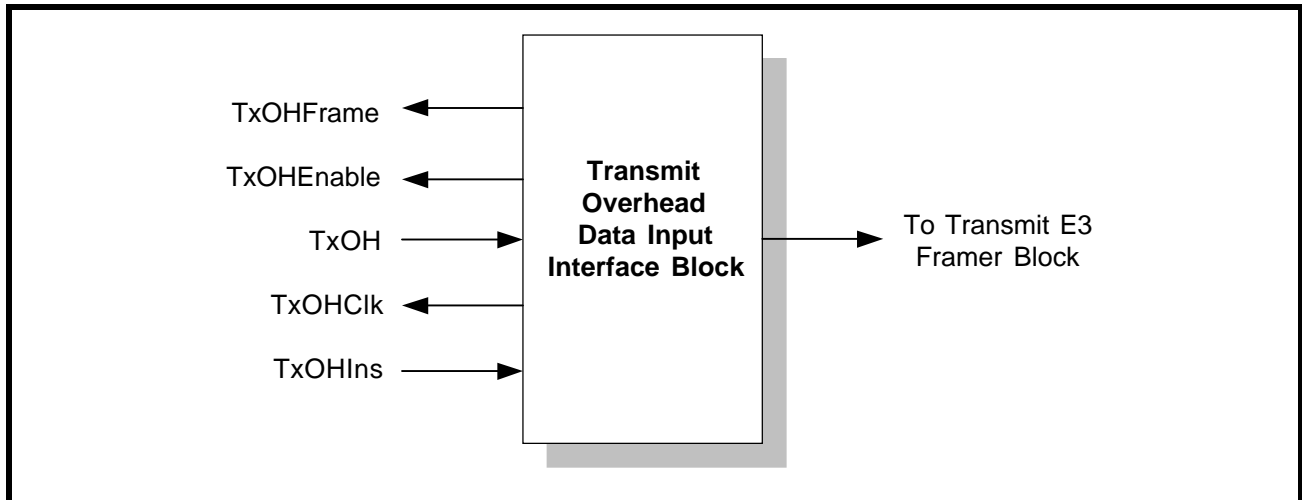 TxOHFrame
TxOHEnable
TxOH
TxOHClk
TxOHIns
Transmit
Overhead
Data Input
Interface Block
To Transmit E3
Framer Block